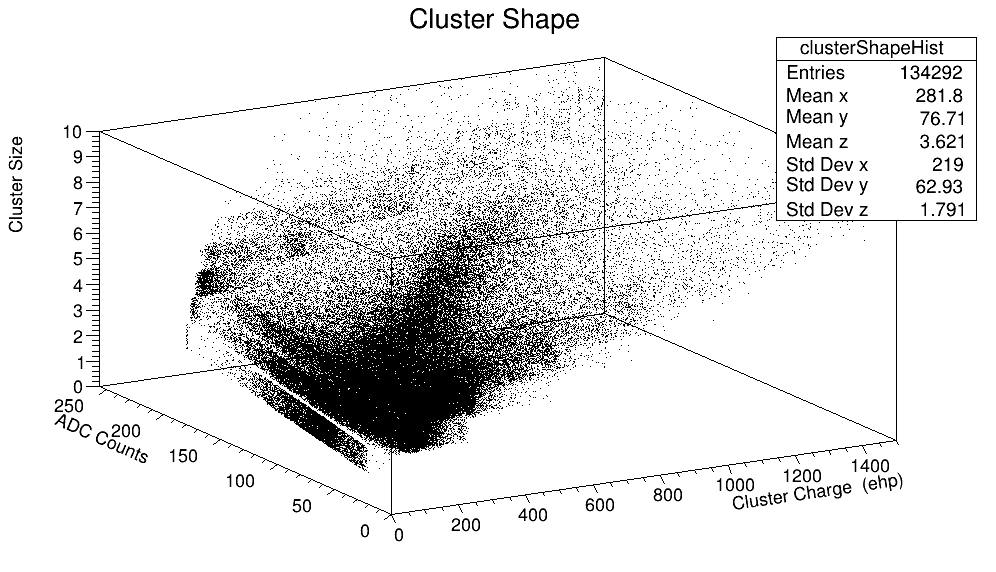 Cluster Shape
clusterShapeHist
Entries 134292
Mean x 281.8
Mean y 76.71
Mean z 3.621
Std Dev x 219
Std Dev y 62.93
Std Dev z 1.791
Cluster Size
10
9
8
7
6
5
4
3
2
1
0
250
200
150
100
50
0
ADC Counts
0
200
400
600
800
1000
1200
1400
Cluster Charge (ehp)